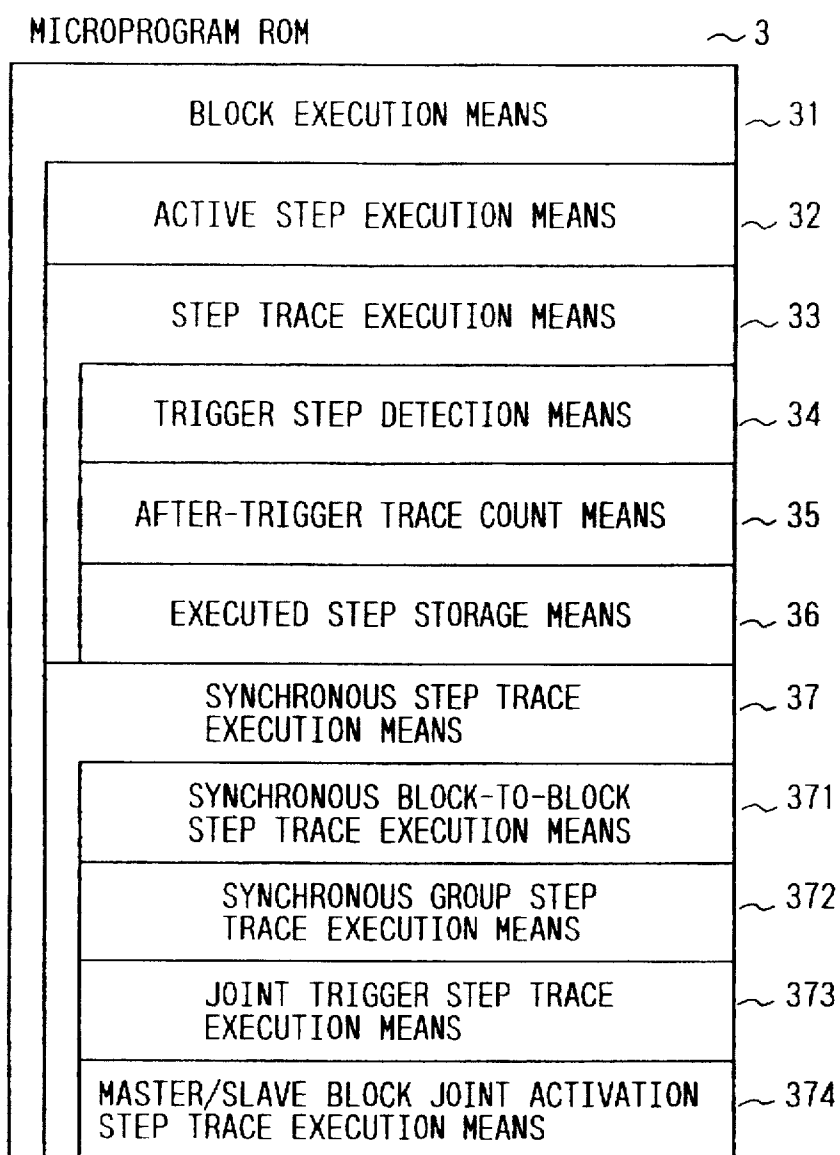 MICROPROGRAM ROM 3
BLOCK EXECUTION MEANS 31
ACTIVE STEP EXECUTION MEANS 32
STEP TRACE EXECUTION MEANS 33
TRIGGER STEP DETECTION MEANS 34
AFTER-TRIGGER TRACE COUNT MEANS 35
EXECUTED STEP STORAGE MEANS 36
SYNCHRONOUS STEP TRACE 37
EXECUTION MEANS
SYNCHRONOUS BLOCK-TO-BLOCK 371
STEP TRACE EXECUTION MEANS
SYNCHRONOUS GROUP STEP 372
TRACE EXECUTION MEANS
JOINT TRIGGER STEP TRACE 373
EXECUTION MEANS
MASTER/SLAVE BLOCK JOINT ACTIVATION 374
STEP TRACE EXECUTION MEANS